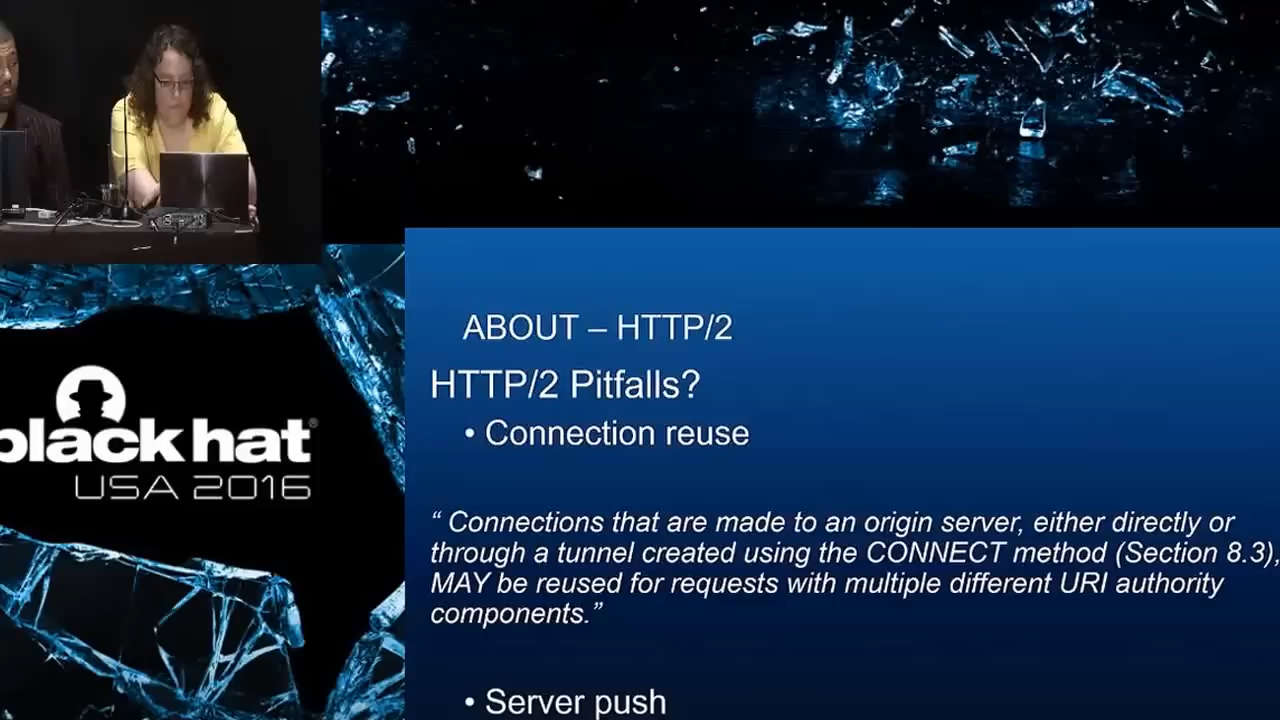 ABOUT – HTTP/2
HTTP/2 Pitfalls?
• Connection reuse
“ Connections that are made to an origin server, either directly or
through a tunnel created using the CONNECT method (Section 8.3),
MAY be reused for requests with multiple different URI authority
components.”
• Server push
black hat®
USA 2016